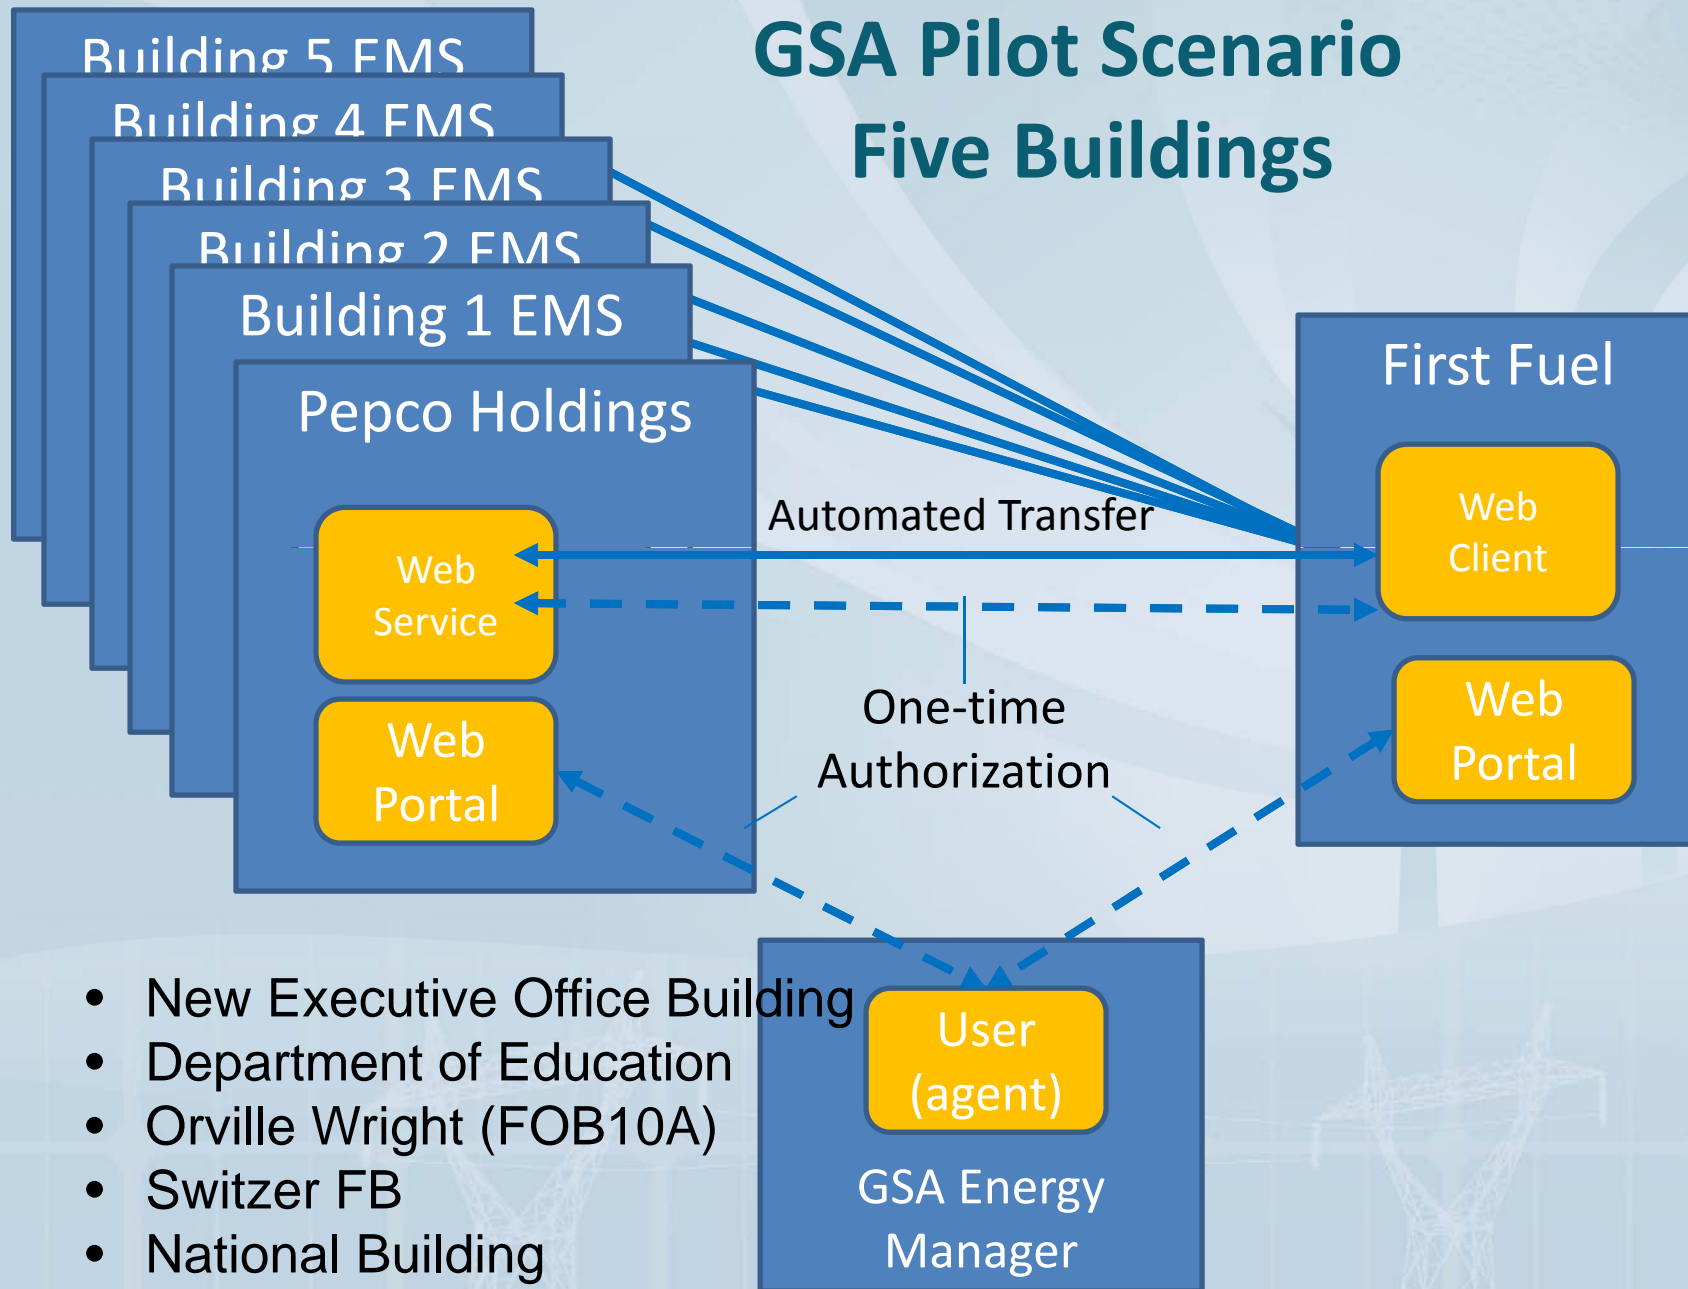 GSA Pilot Scenario
Five Buildings
Building 5 EMS
Building 4 EMS
Building 3 EMS
Building 2 EMS
Building 1 EMS
Pepco Holdings
Web
Service
Web
Portal
Automated Transfer
One-time
Authorization
First Fuel
Web
Client
Web
Portal
User
(agent)
GSA Energy
Manager
• New Executive Office Building
• Department of Education
• Orville Wright (FOB10A)
• Switzer FB
• National Building